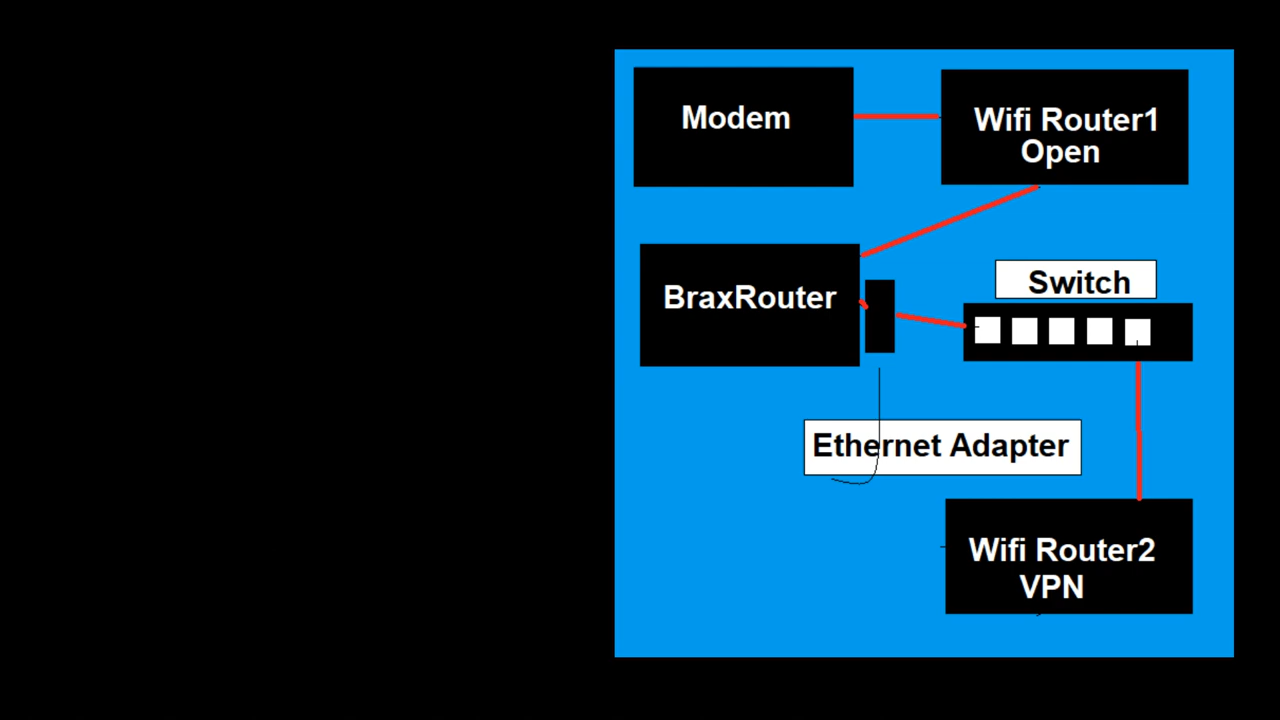 Modem
Wifi Router1
Open
BraxRouter
Switch
Ethernet Adapter
Wifi Router2
VPN